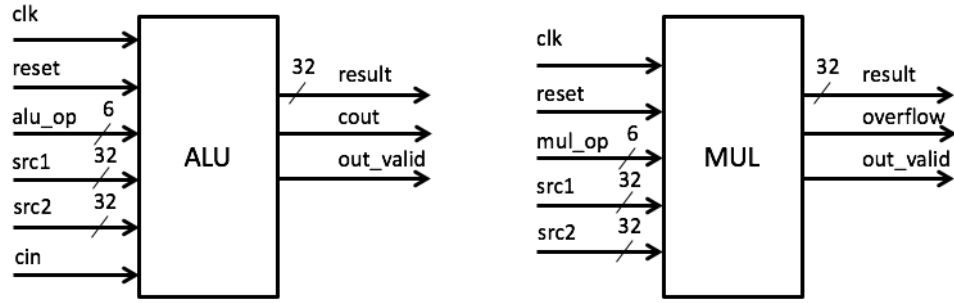 clk
reset
alu_op
6
src1
32
src2
32
cin
ALU
32
result
cout
out_valid
clk
reset
mul_op
6
src1
32
src2
32
MUL
32
result
overflow
out_valid